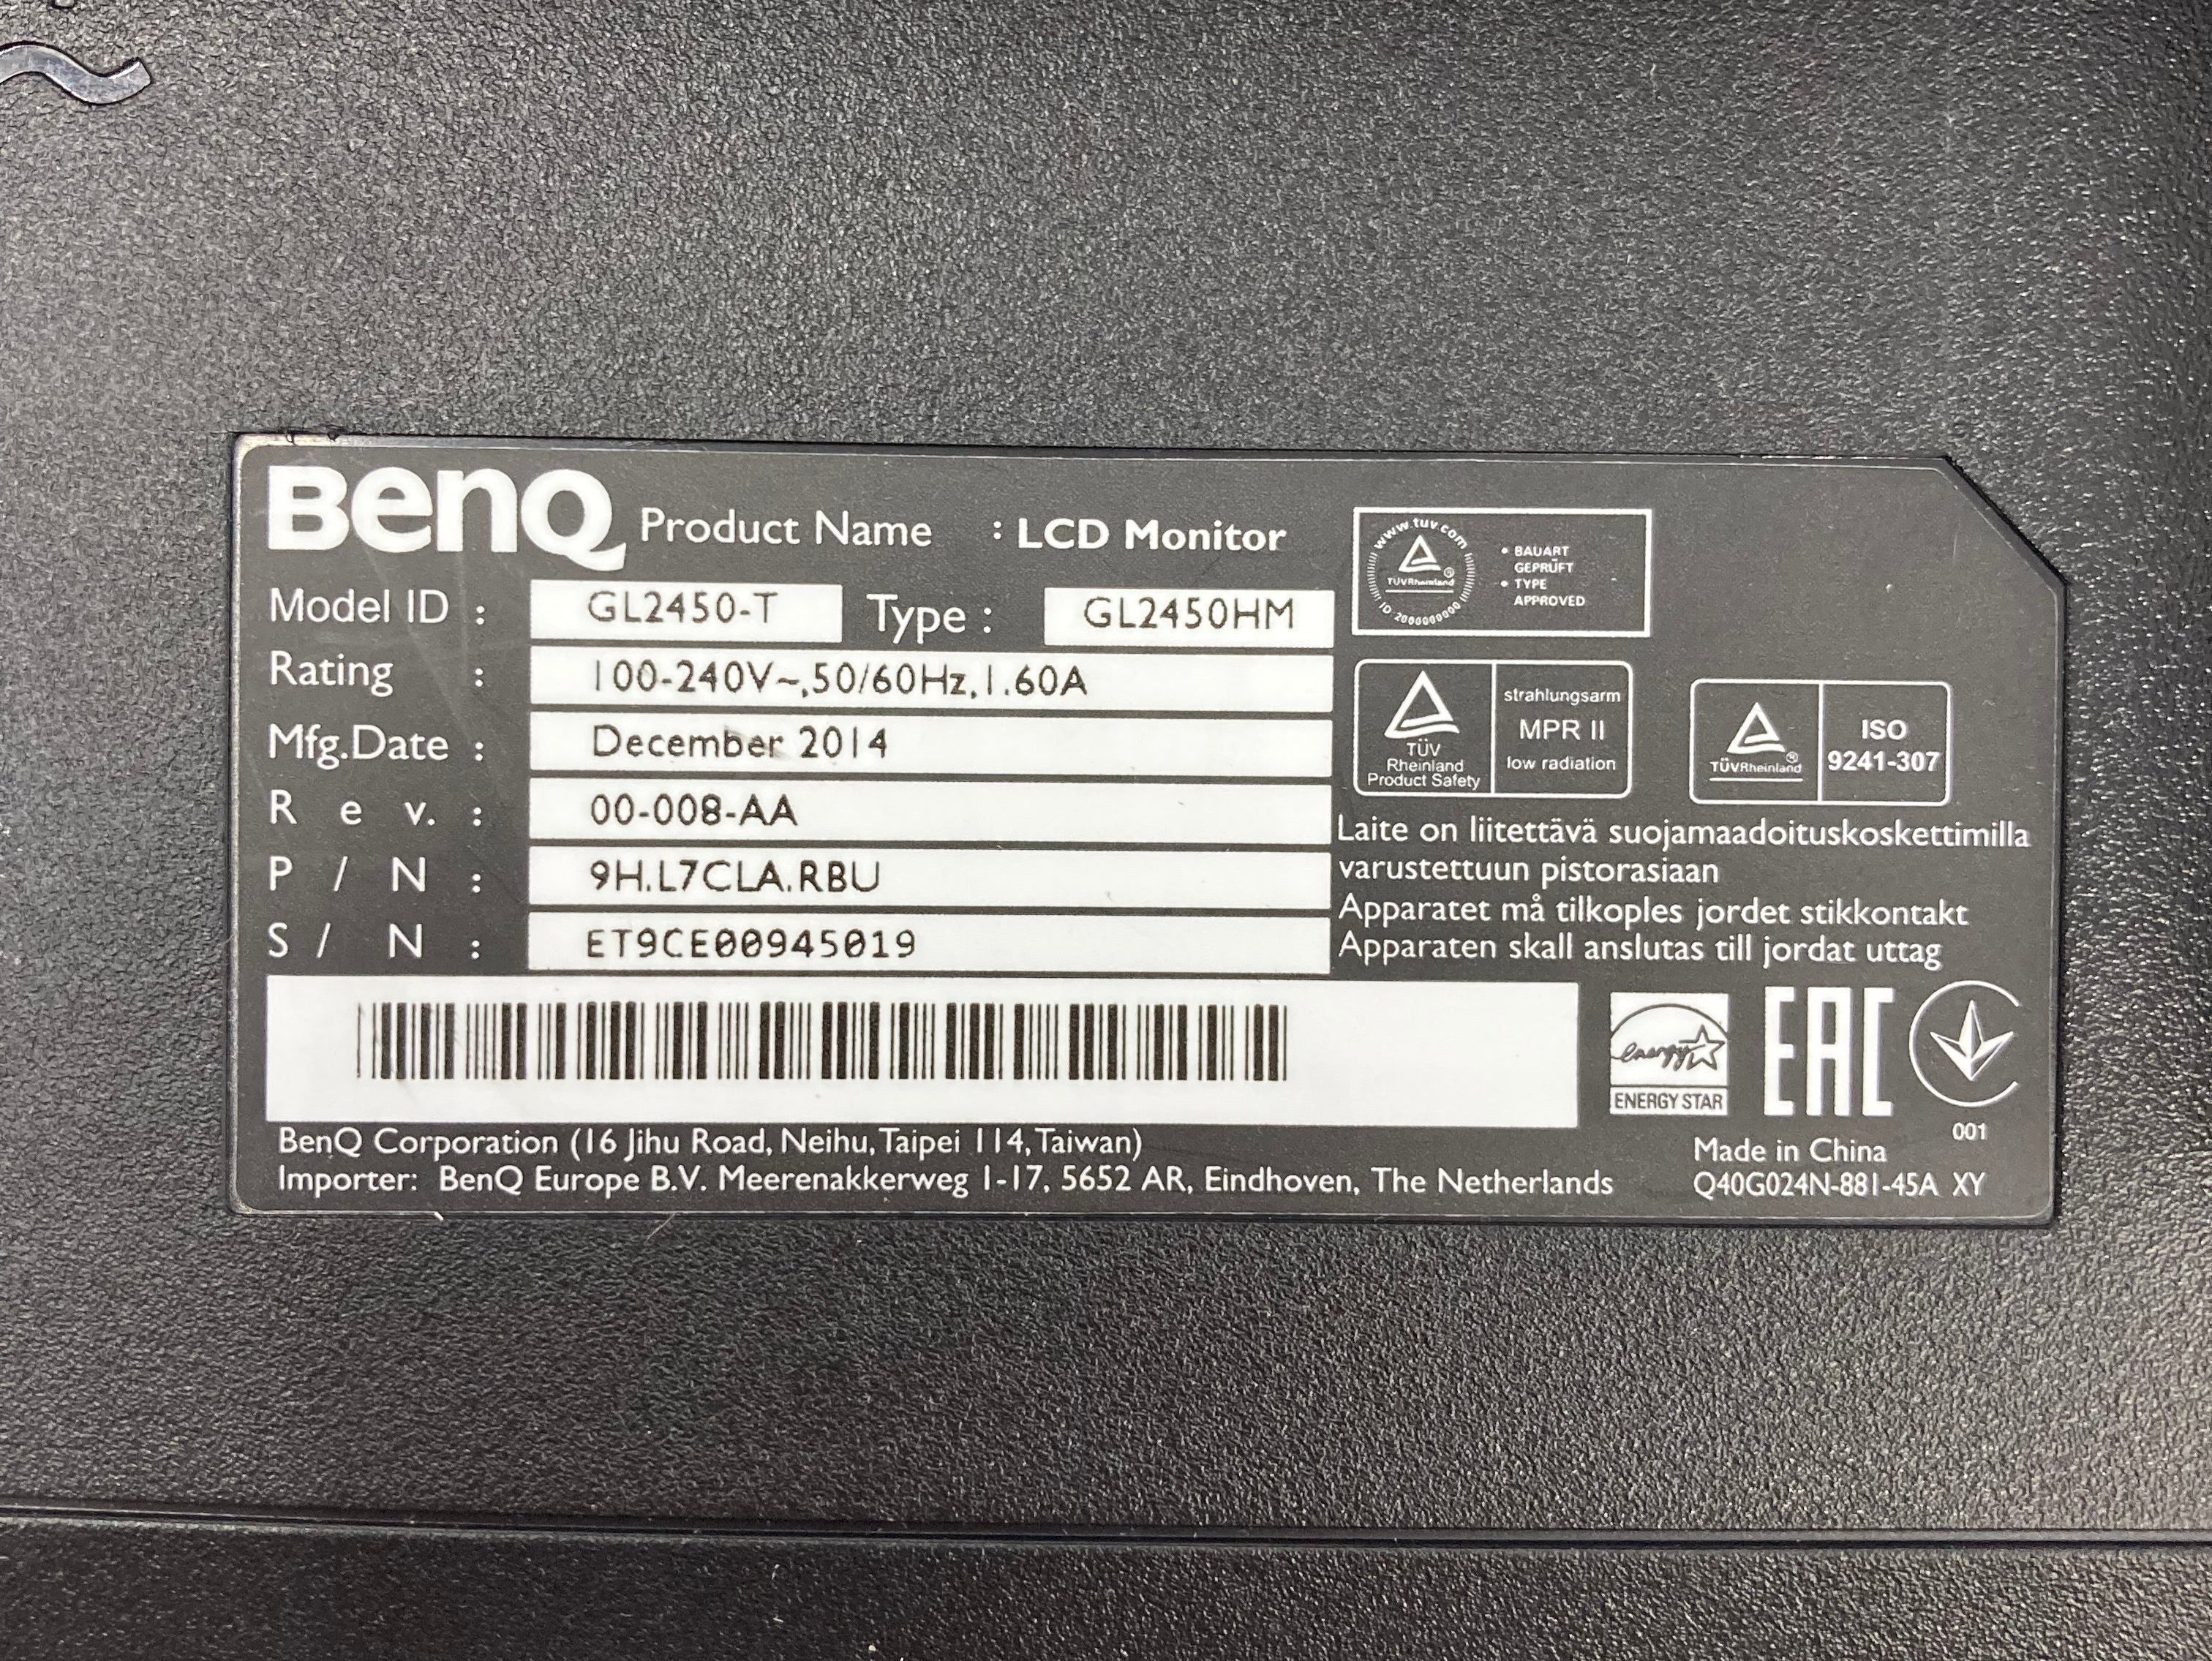 BenQ Product Name : LCD Monitor
Model ID : GL2450-T Type : GL2450HM
Rating : 100-240V~,50/60Hz,1.60A
Mfg.Date : December 2014
R e v. : 00-008-AA
P / N : 9H.L7CLA.RBU
S / N : ET9CE00945019
www.tuv.com
TÜVRheinland
ID:2000000000
• BAUART
GEPRÜFT
• TYPE
APPROVED
TÜV
Rheinland
Product Safety
strahlungsarm
MPR II
low radiation
TÜVRheinland
ISO
9241-307
Laite on liitettävä suojamaadoituskoskettimilla
varustettuun pistorasiaan
Apparatet må tilkoples jordet stikkontakt
Apparaten skall anslutas till jordat uttag
energy
ENERGY STAR
EAC
001
BenQ Corporation (16 Jihu Road, Neihu, Taipei 114, Taiwan)
Importer: BenQ Europe B.V. Meerenakkerweg 1-17, 5652 AR, Eindhoven, The Netherlands
Made in China
Q40G024N-881-45A XY